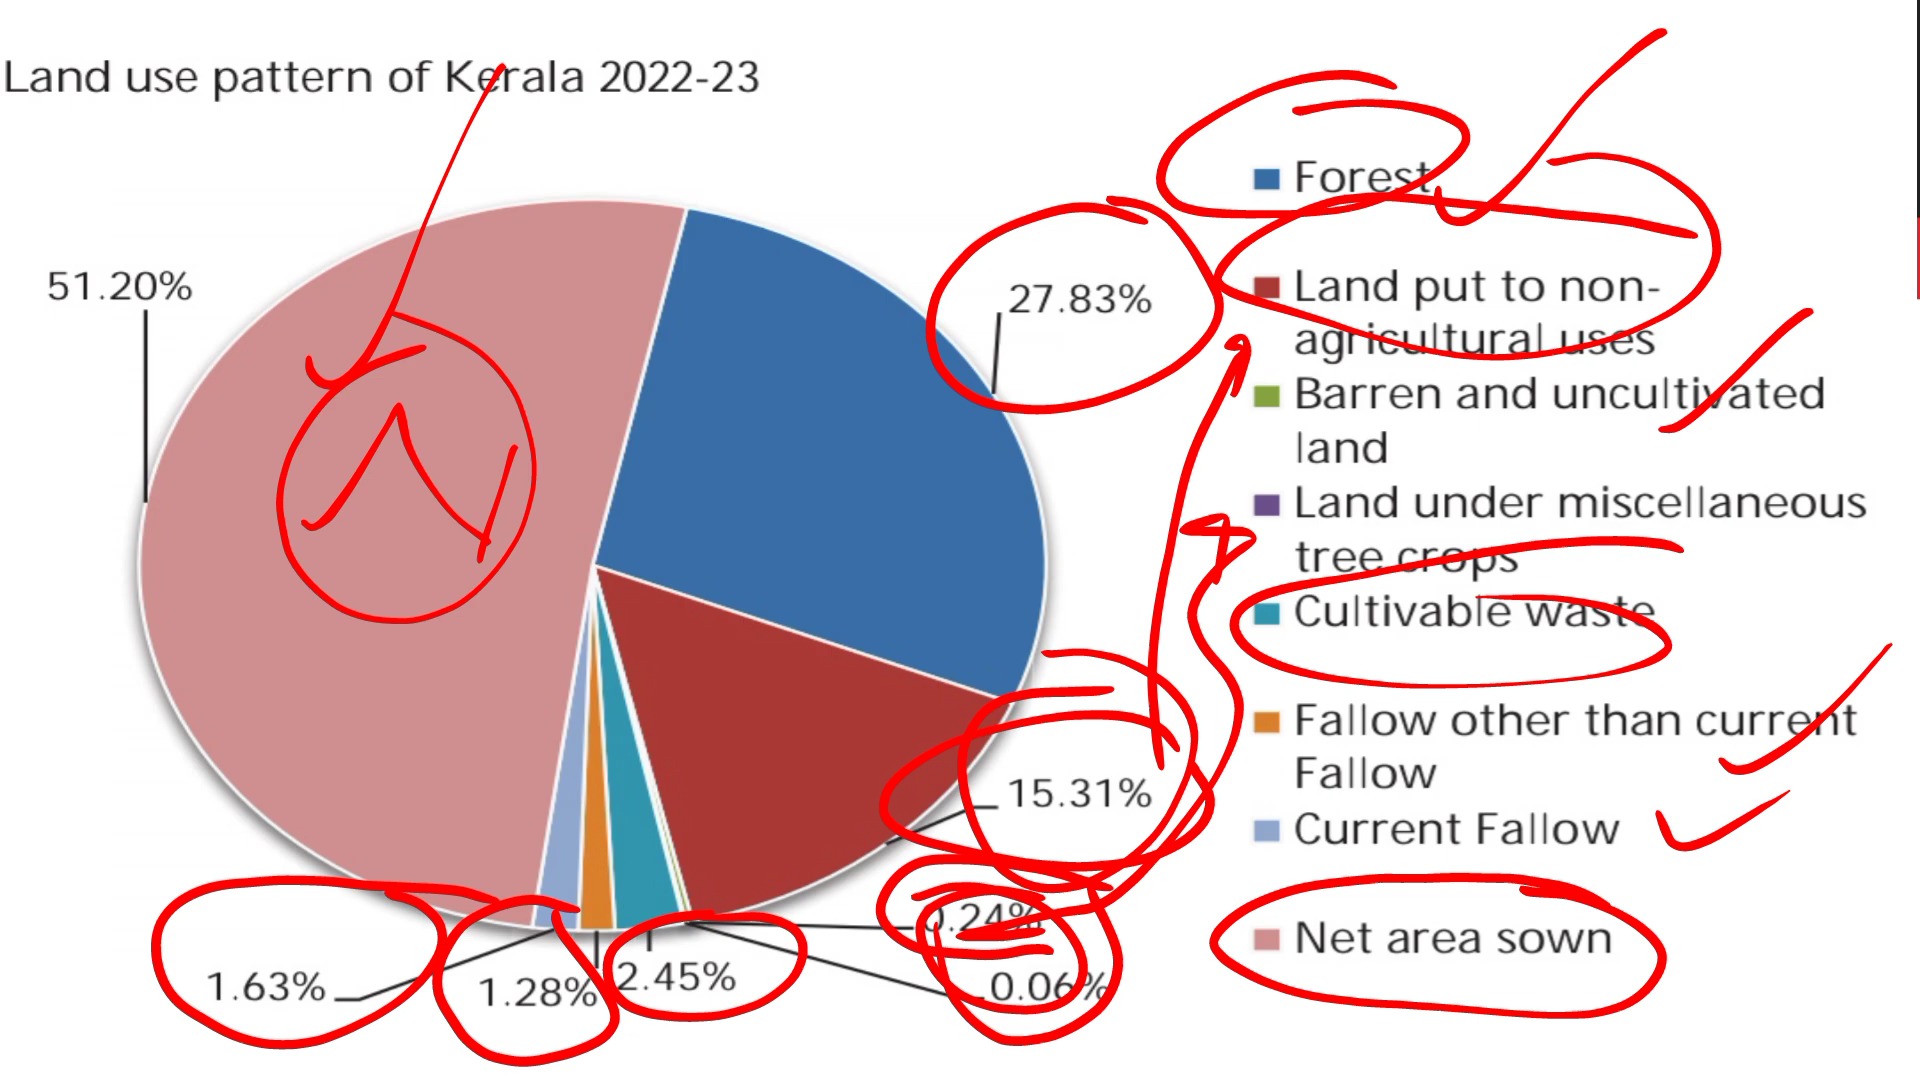 Land use pattern of Kerala 2022-23
51.20%
27.83%
15.31%
0.24%
0.06%
2.45%
1.28%
1.63%
Forest
Land put to non-
agricultural uses
Barren and uncultivated
land
Land under miscellaneous
tree crops
Cultivable waste
Fallow other than current
Fallow
Current Fallow
Net area sown